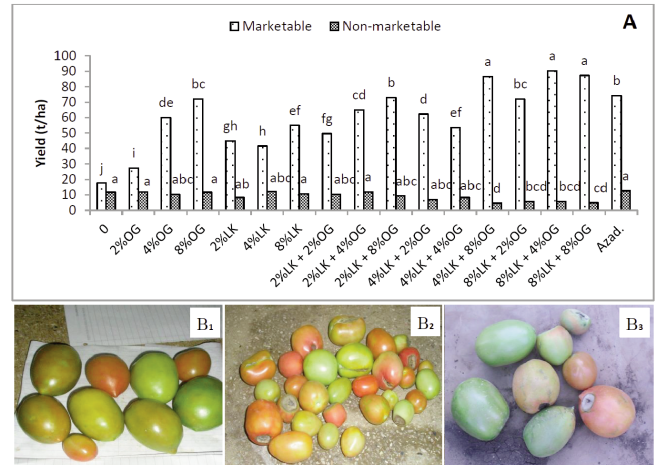 Marketable Non-marketable A
Yield (t/ha)
100
90
80
70
60
50
40
30
20
10
0
j a i a de abc bc a gh ab h abc ef a fg abc cd a b abc d abc ef abc a d bc bcd a bcd a cd b a
0 2%OG 4%OG 8%OG 2%LK 4%LK 8%LK 2%LK + 2%OG 2%LK + 4%OG 2%LK + 8%OG 4%LK + 2%OG 4%LK + 4%OG 4%LK + 8%OG 8%LK + 2%OG 8%LK + 4%OG 8%LK + 8%OG Azad.
B1 B2 B3